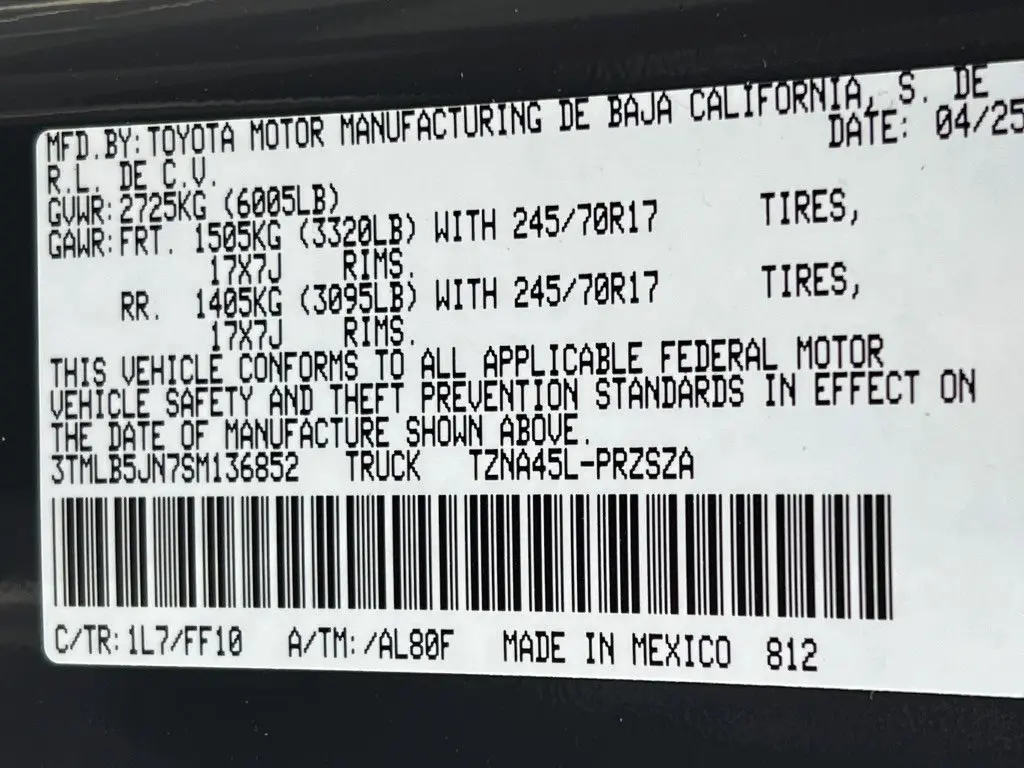 MFD.BY: TOYOTA MOTOR MANUFACTURING DE BAJA CALIFORNIA, S. DE
R.L. DE C.V. DATE: 04/25
GVWR: 2725KG (6005LB)
GAWR: FRT. 1505KG (3320LB) WITH 245/70R17 TIRES,
17X7J RIMS.
RR. 1405KG (3095LB) WITH 245/70R17 TIRES,
17X7J RIMS.
THIS VEHICLE CONFORMS TO ALL APPLICABLE FEDERAL MOTOR
VEHICLE SAFETY AND THEFT PREVENTION STANDARDS IN EFFECT ON
THE DATE OF MANUFACTURE SHOWN ABOVE.
3TMLB5JN7SM136852 TRUCK TZNA45L-PRZSZA
C/TR: 1L7/FF10 A/TM: /AL80F MADE IN MEXICO 812